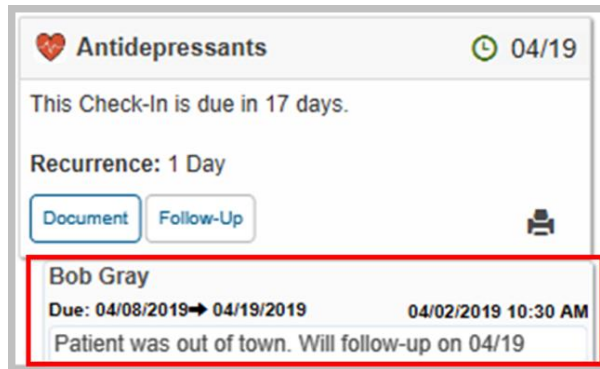 Antidepressants 04/19
This Check-In is due in 17 days.
Recurrence: 1 Day
Document Follow-Up
Bob Gray
Due: 04/08/2019➔ 04/19/2019 04/02/2019 10:30 AM
Patient was out of town. Will follow-up on 04/19